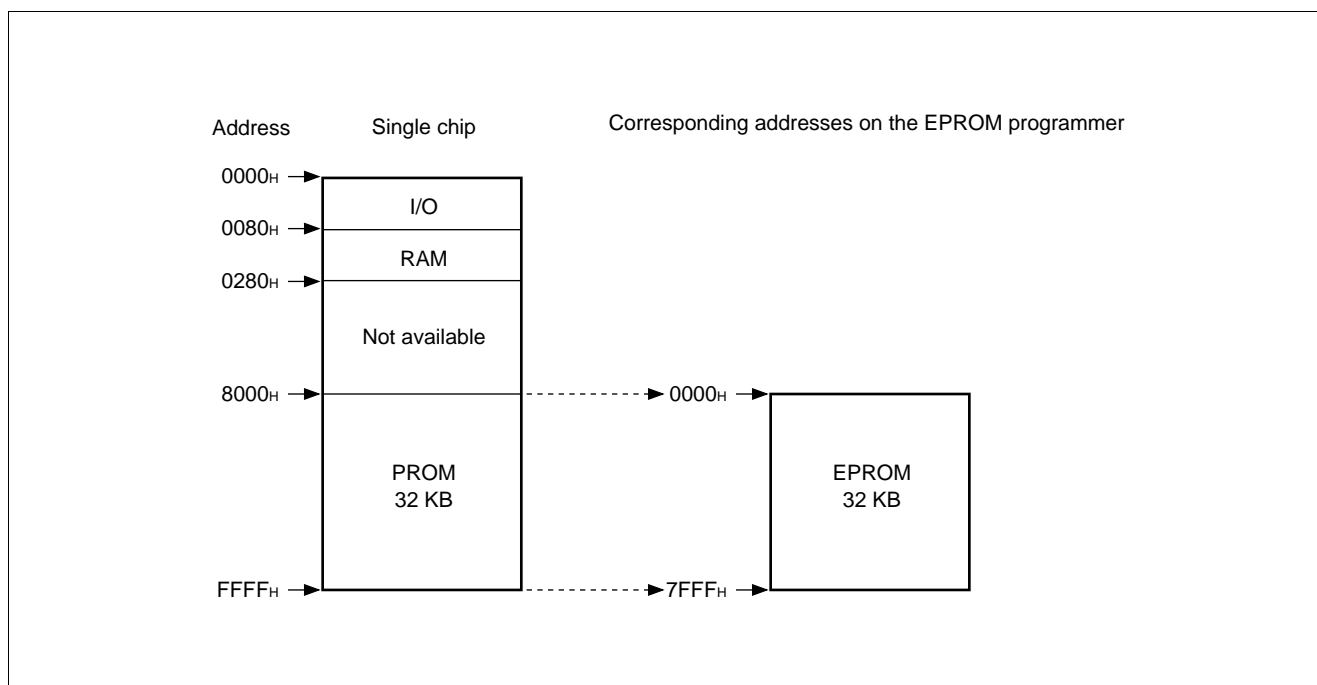 Address Single chip Corresponding addresses on the EPROM programmer
0000H
I/O
0080H
RAM
0280H
Not available
8000H 0000H
PROM EPROM
32 KB 32 KB
FFFFH 7FFFH